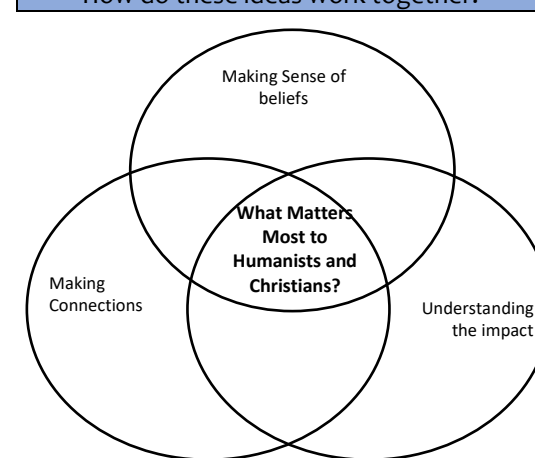 How do these ideas work together?
Making Sense of
beliefs
What Matters
Most to
Humanists and
Christians?
Making
Connections
Understanding
the impact